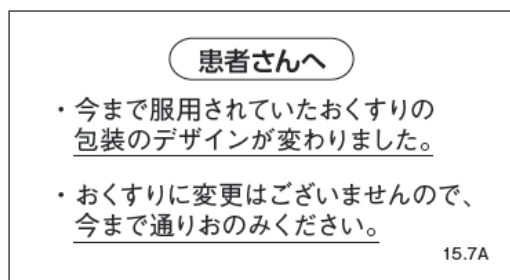 患者さんへ
・今まで服用されていたおくすりの
包装のデザインが変わりました。
・おくすりに変更はございませんので、
今まで通りおのみください。
15.7A